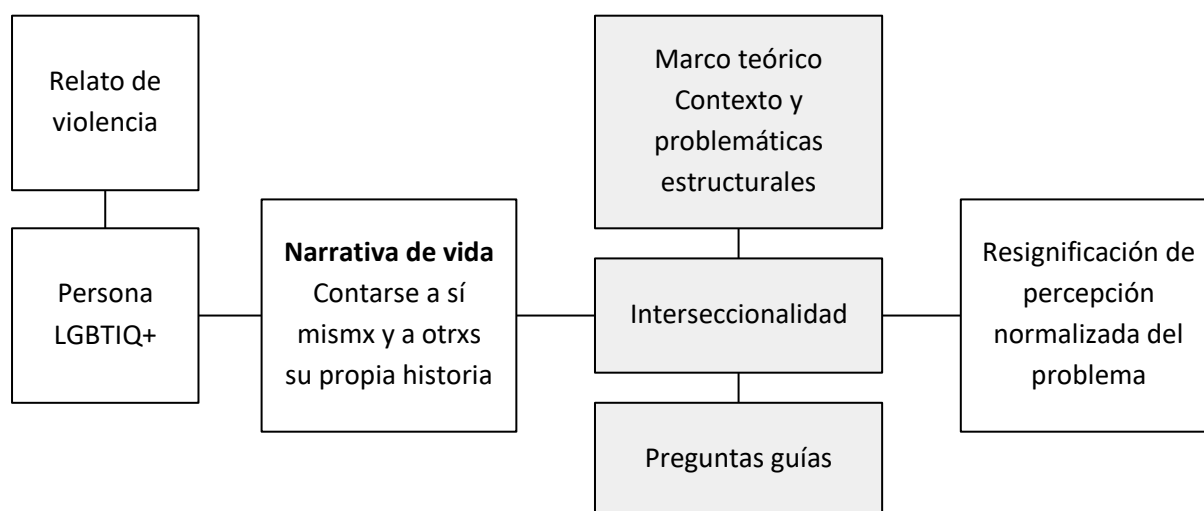 Relato de
violencia
Persona
LGBTIQ+
Narrativa de vida
Contarse a sí
mismx y a otrxs
su propia historia
Marco teórico
Contexto y
problemáticas
estructurales
Interseccionalidad
Preguntas guías
Resignificación de
percepción
normalizada del
problema